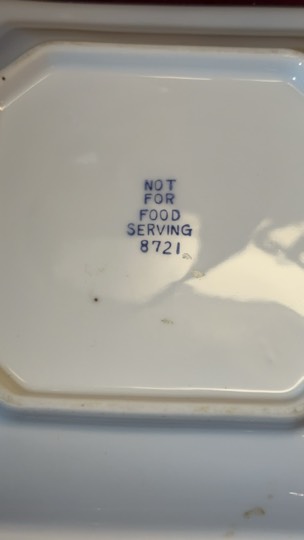 NOT
FOR
FOOD
SERVING
8721